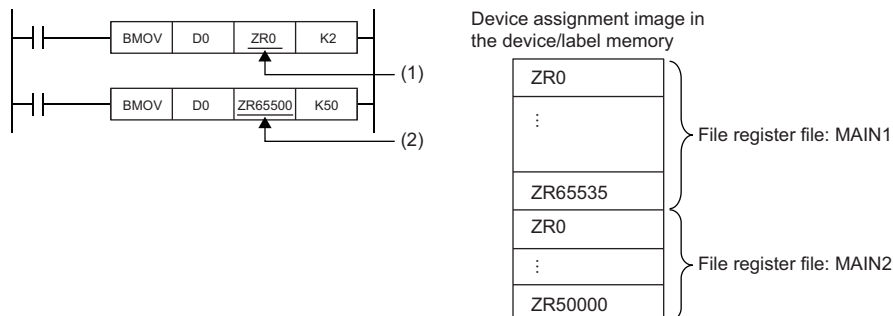 BMOV D0 ZR0 K2
(1)
BMOV D0 ZR65500 K50
(2)
Device assignment image in
the device/label memory
ZR0
⋮
ZR65535
File register file: MAIN1
ZR0
⋮
ZR50000
File register file: MAIN2